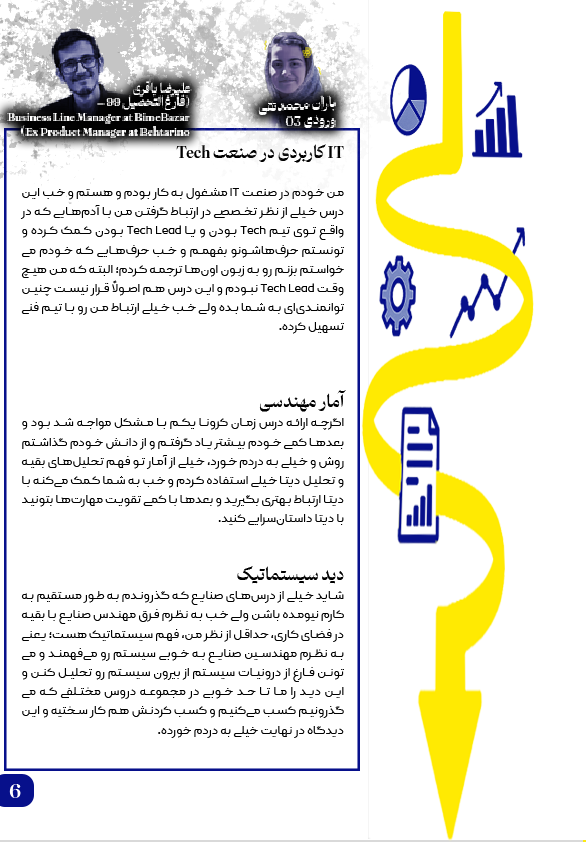 علیرضا باقری
(فارغ التحصیل 99 –
Business Line Manager at BimeBazar
(Ex Product Manager at Behtarino
باران محمدتقی
ورودی 03
IT کاربردی در صنعت Tech
من خودم در صنعت IT مشغول به کار بودم و هستم و خب این
درس خیلی از نظر تخصصی در ارتباط گرفتن من با آدم‌هایی که در
واقع توی تیم Tech بودن و یا Tech Lead بودن کمک کرده و
تونستم حرف‌هاشونو بفهمم و خب حرف‌هایی که خودم می
خواستم بزنم رو به زبون اون‌ها ترجمه کردم؛ البته که من هیچ
وقت Tech Lead نبودم و این درس هم اصولاً قرار نیست چنین
توانمندی‌ای به شما بده ولی خب خیلی ارتباط من رو با تیم فنی
تسهیل کرده.
آمار مهندسی
اگرچه ارائه درس زمان کرونا یکم با مشکل مواجه شد بود و
بعدها کمی خودم بیشتر یاد گرفتم و از دانش خودم گذاشتم
روش و خیلی به دردم خورد، خیلی از آمار تو فهم تحلیل‌های بقیه
و تحلیل دیتا خیلی استفاده کردم و خب به شما کمک می‌کنه با
دیتا ارتباط بهتری بگیرید و بعدها با کمی تقویت مهارت‌ها بتونید
با دیتا داستان‌سرایی کنید.
دید سیستماتیک
شاید خیلی از درس‌های صنایع که گذروندم به طور مستقیم به
کارم نیومده باشن ولی خب به نظرم فرق مهندس صنایع با بقیه
در فضای کاری، حداقل از نظر من، فهم سیستماتیک هست؛ یعنی
به نظرم مهندسین صنایع به خوبی سیستم رو می‌فهمند و می
تونن فارغ از درونیات سیستم از بیرون سیستم رو تحلیل کنن و
این دید را ما تا حد خوبی در مجموعه دروس مختلفی که می
گذرونیم کسب می‌کنیم و کسب کردنش هم کار سختیه و این
دیدگاه در نهایت خیلی به دردم خورده.
6